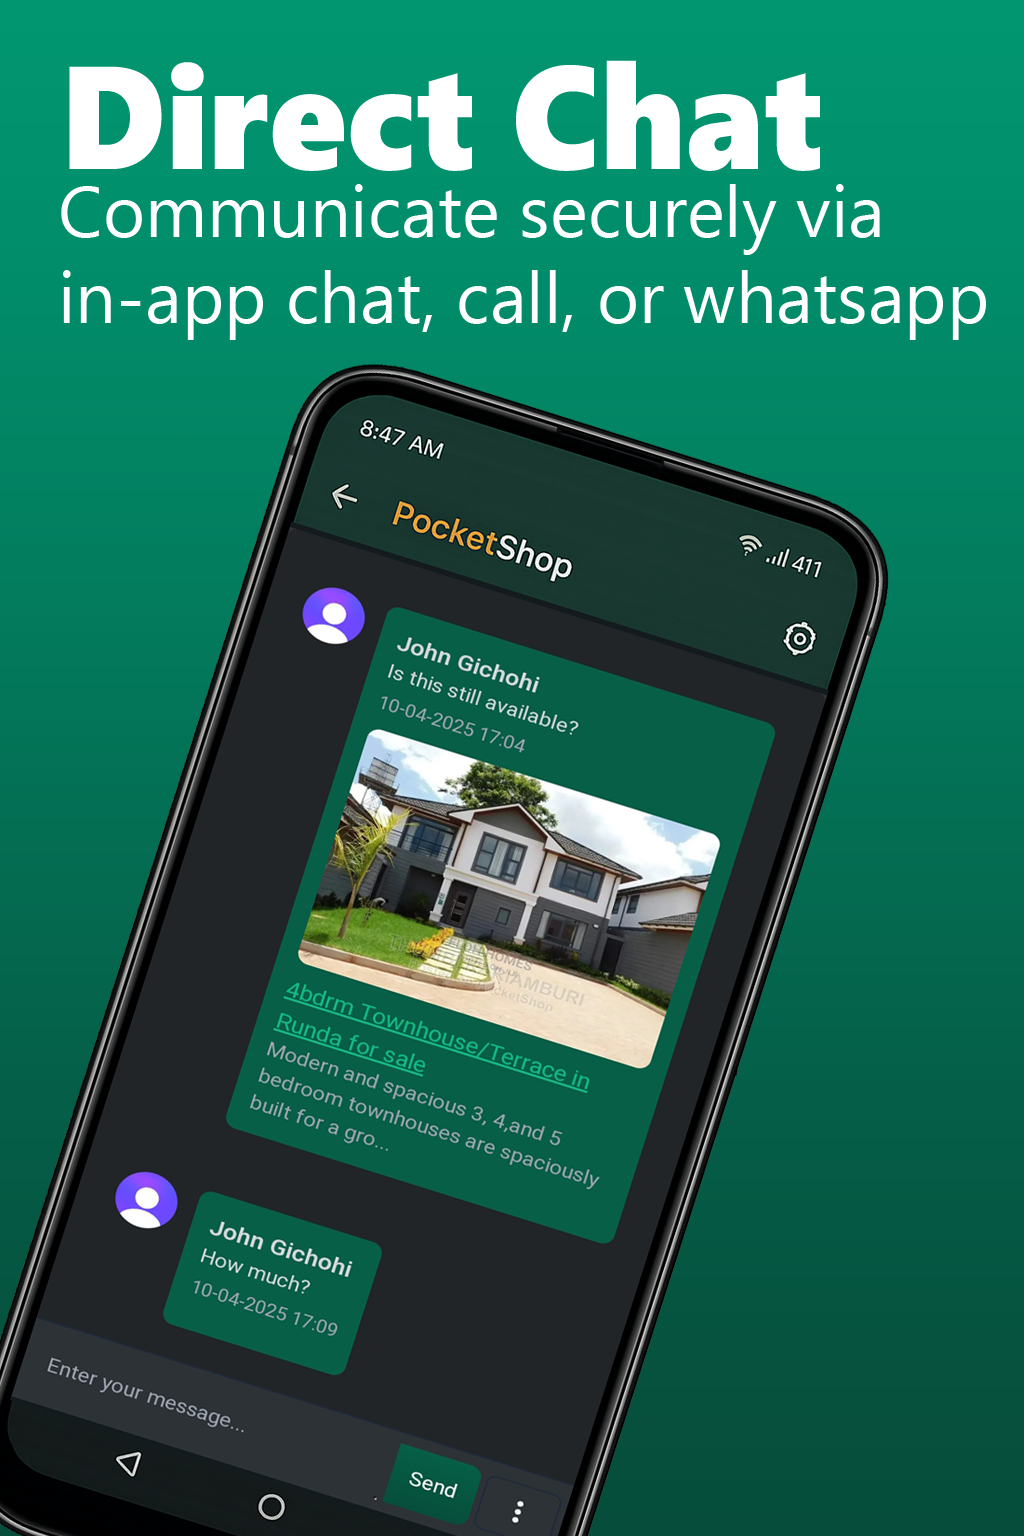 Direct Chat
Communicate securely via
in-app chat, call, or whatsapp
8:47 AM
411
PocketShop
John Gichohi
Is this still available?
10-04-2025 17:04
HOMES
KIAMBURI
PocketShop
4bdrm Townhouse/Terrace in
Runda for sale
Modern and spacious 3, 4,and 5
bedroom townhouses are spaciously
built for a gro...
John Gichohi
How much?
10-04-2025 17:09
Enter your message...
Send